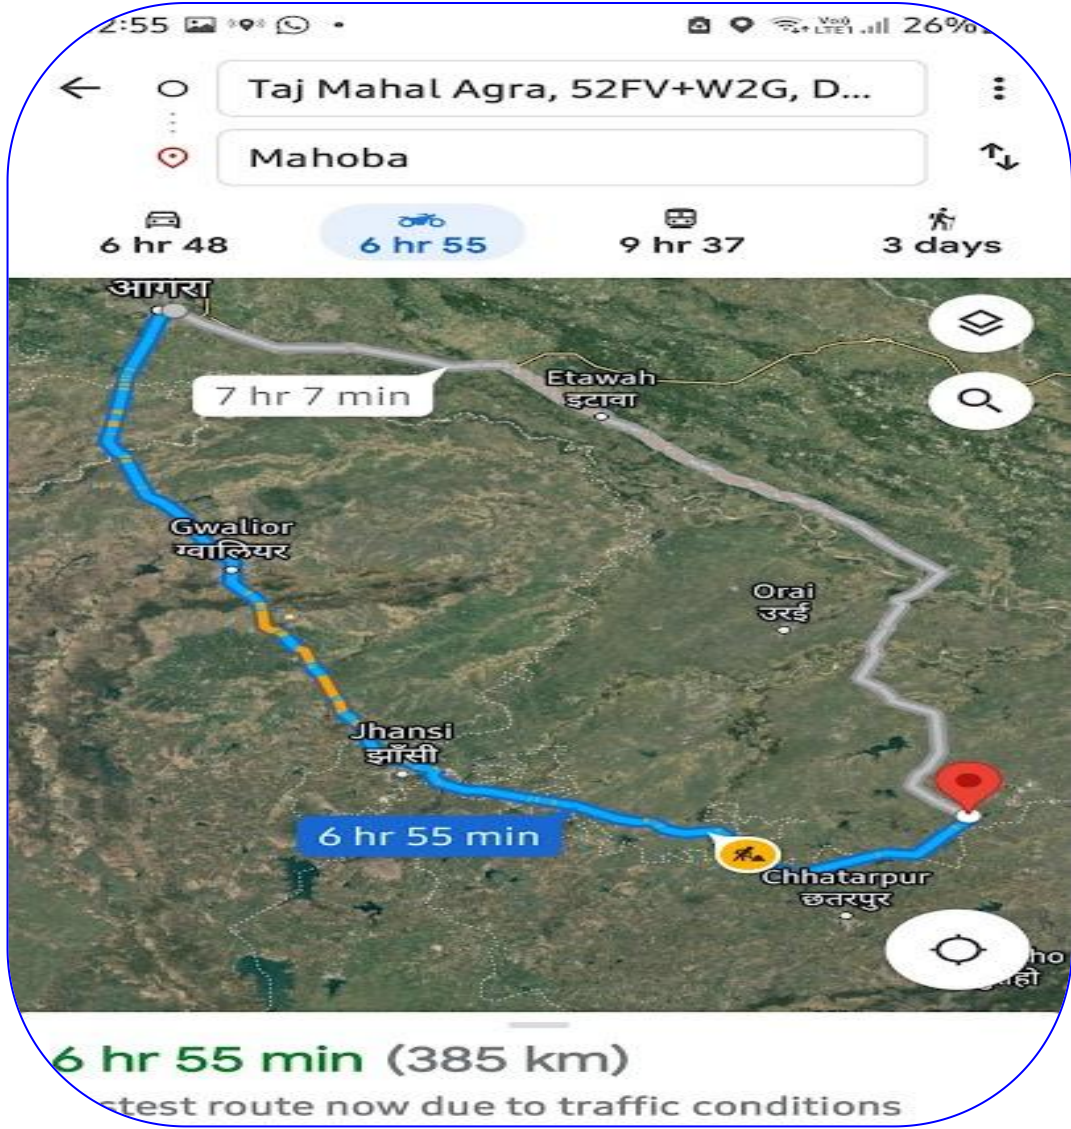 2:55
26%
Taj Mahal Agra, 52FV+W2G, D...
Mahoba
6 hr 48
6 hr 55
9 hr 37
3 days
आगरा
7 hr 7 min
Etawah
इटावा
Gwalior
ग्वालियर
Orai
उरई
Jhansi
झाँसी
6 hr 55 min
Chhatarpur
छतरपुर
ho
हो
6 hr 55 min (385 km)
stest route now due to traffic conditions